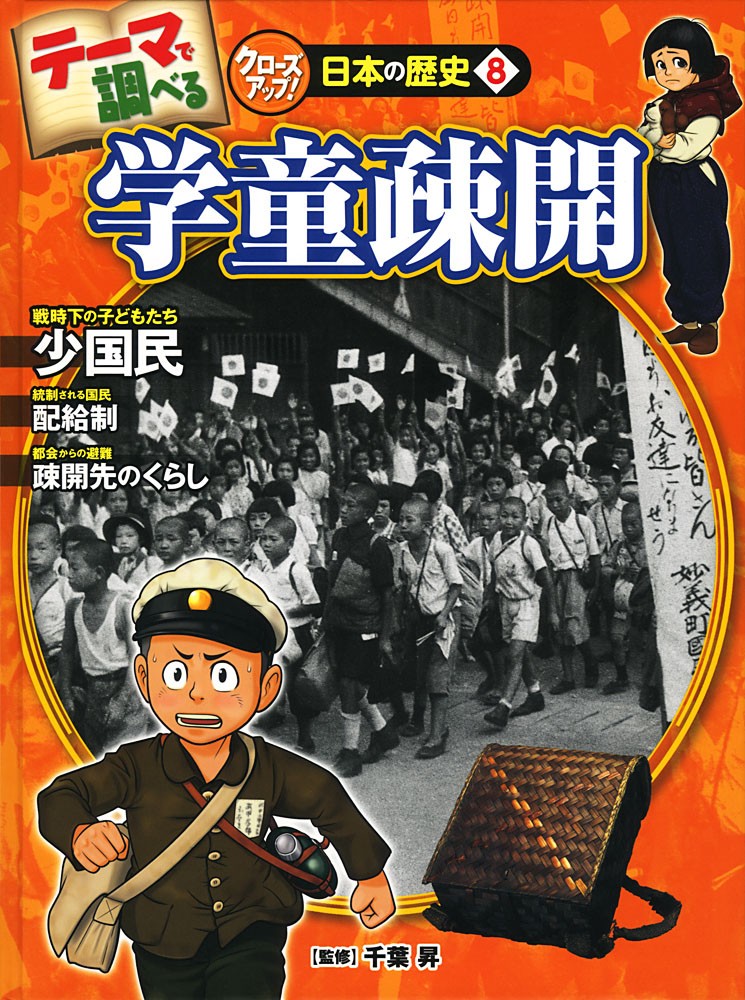 テーマで
調べる
クローズ
アップ!
日本の歴史8
学童疎開
戦時下の子どもたち
少国民
統制される国民
配給制
都会からの避難
疎開先のくらし
皆さん
お友達になりませう
妙義町國
【監修】千葉 昇